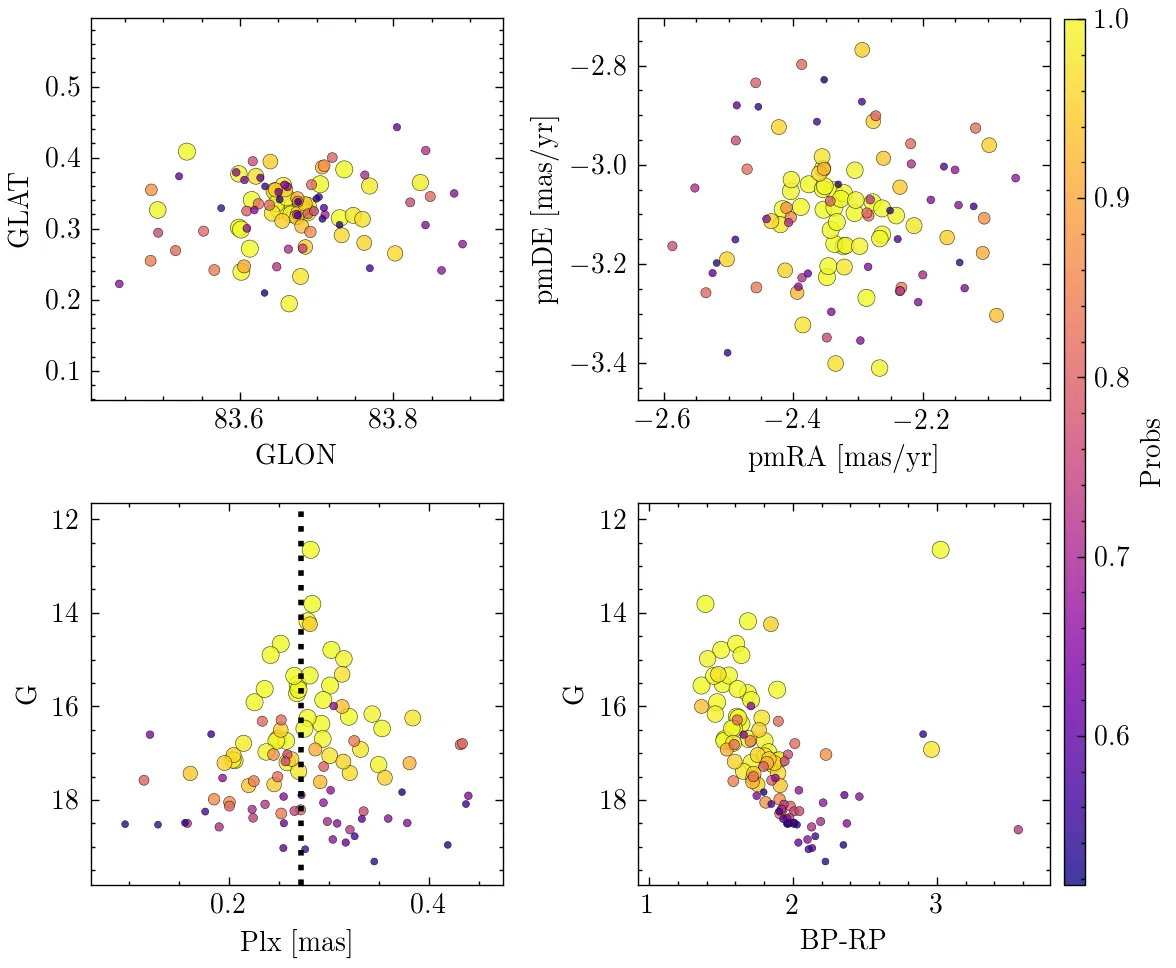 0.5
0.4
0.3
0.2
0.1
GLAT
83.6 83.8
GLON
−2.8
−3.0
−3.2
−3.4
pmDE [mas/yr]
−2.6 −2.4 −2.2
pmRA [mas/yr]
1.0
0.9
0.8
0.7
0.6
Probs
12
14
16
18
G
0.2 0.4
Plx [mas]
12
14
16
18
G
1 2 3
BP-RP